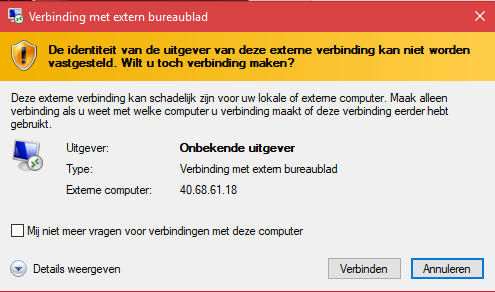 Verbinding met extern bureaublad
De identiteit van de uitgever van deze externe verbinding kan niet worden
vastgesteld. Wilt u toch verbinding maken?
Deze externe verbinding kan schadelijk zijn voor uw lokale of externe computer. Maak alleen
verbinding als u weet met welke computer u verbinding maakt of deze verbinding eerder hebt
gebruikt.
Uitgever: Onbekende uitgever
Type: Verbinding met extern bureaublad
Externe computer: 40.68.61.18
Mij niet meer vragen voor verbindingen met deze computer
Details weergeven Verbinden Annuleren